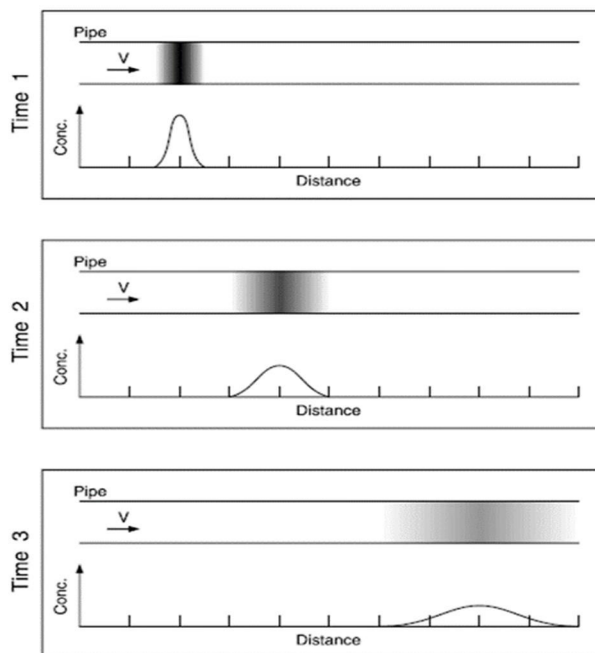 Time 1
Pipe
V
Conc.
Distance
Time 2
Pipe
V
Conc.
Distance
Time 3
Pipe
V
Conc.
Distance